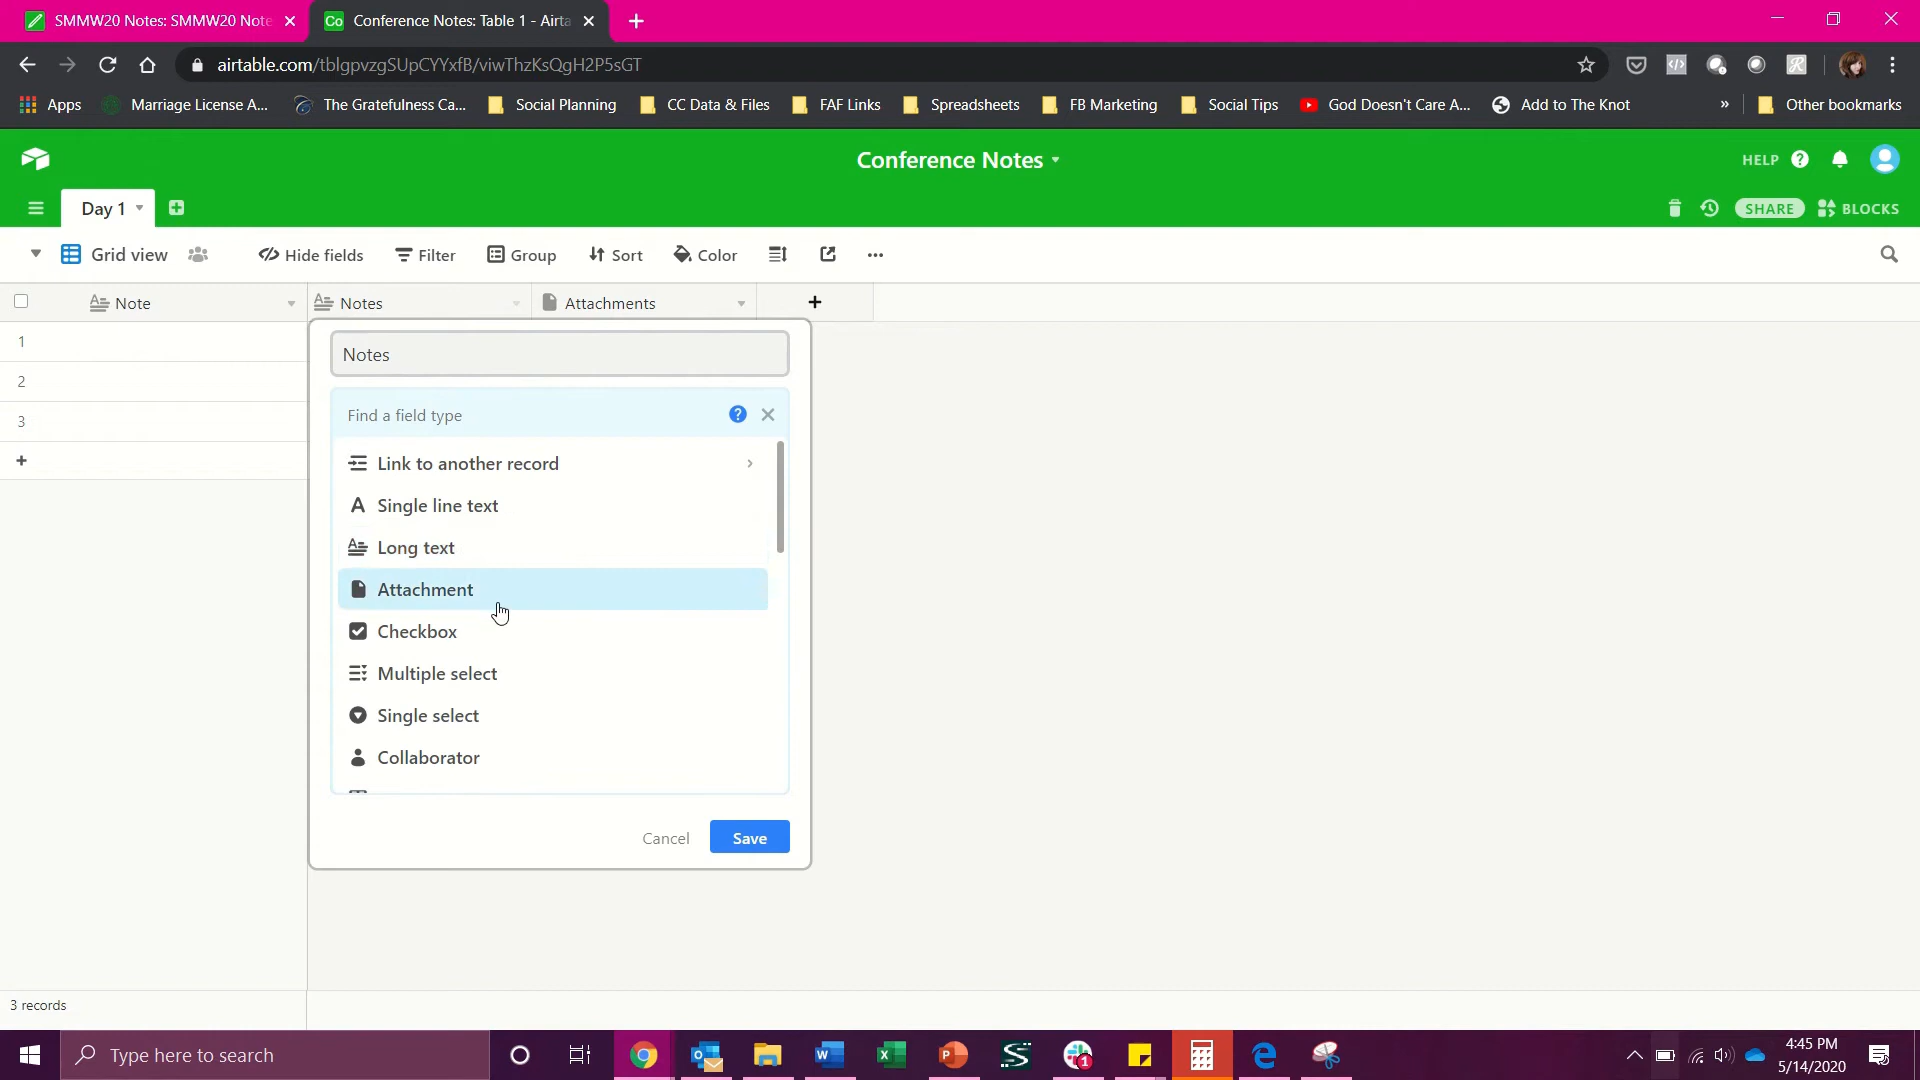 SMMW20 Notes: SMMW20 Note
Co
Conference Notes: Table 1 - Airta
airtable.com/tblgpvzgSUpCYYxfB/viwThzKsQgH2P5sGT
Apps
Marriage License A...
The Gratefulness Ca...
Social Planning
CC Data & Files
FAF Links
Spreadsheets
FB Marketing
Social Tips
God Doesn't Care A...
Add to The Knot
»
Other bookmarks
Conference Notes
HELP
Day 1
SHARE
BLOCKS
Grid view
Hide fields
Filter
Group
Sort
Color
Note
Notes
Attachments
1
2
3
Notes
Find a field type
Link to another record
Single line text
Long text
Attachment
Checkbox
Multiple select
Single select
Collaborator
Cancel
Save
3 records
Type here to search
1
4:45 PM
5/14/2020